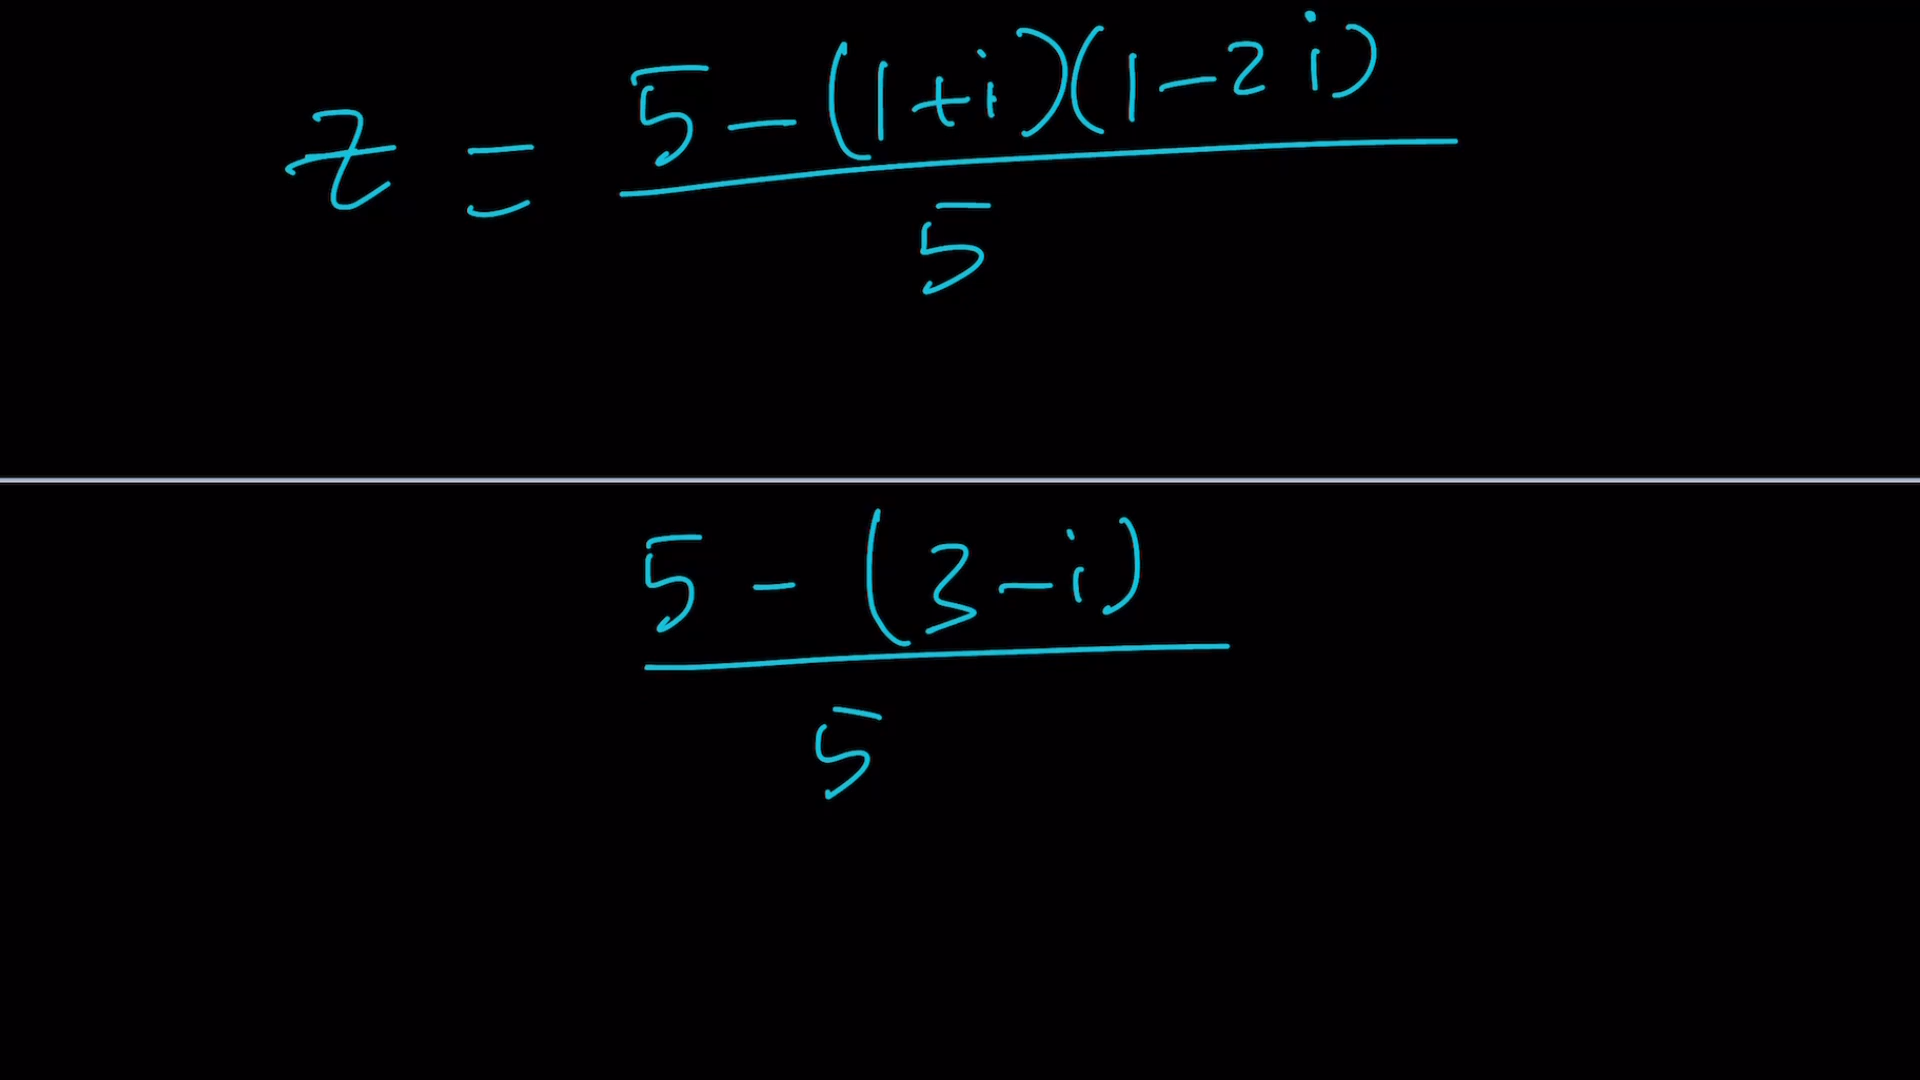 z = 5 - (1+i)(1-2i)
5
5 - (3-i)
5